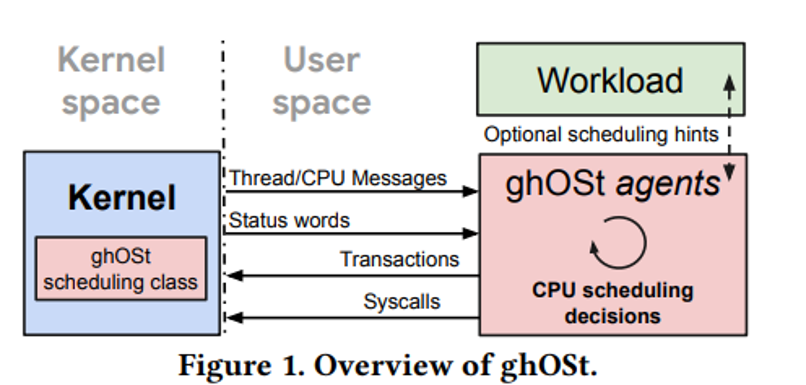 Kernel
space
User
space
Workload
Optional scheduling hints
Kernel
ghOSt
scheduling class
Thread/CPU Messages
Status words
Transactions
Syscalls
ghOSt agents
CPU scheduling
decisions
Figure 1. Overview of ghOSt.